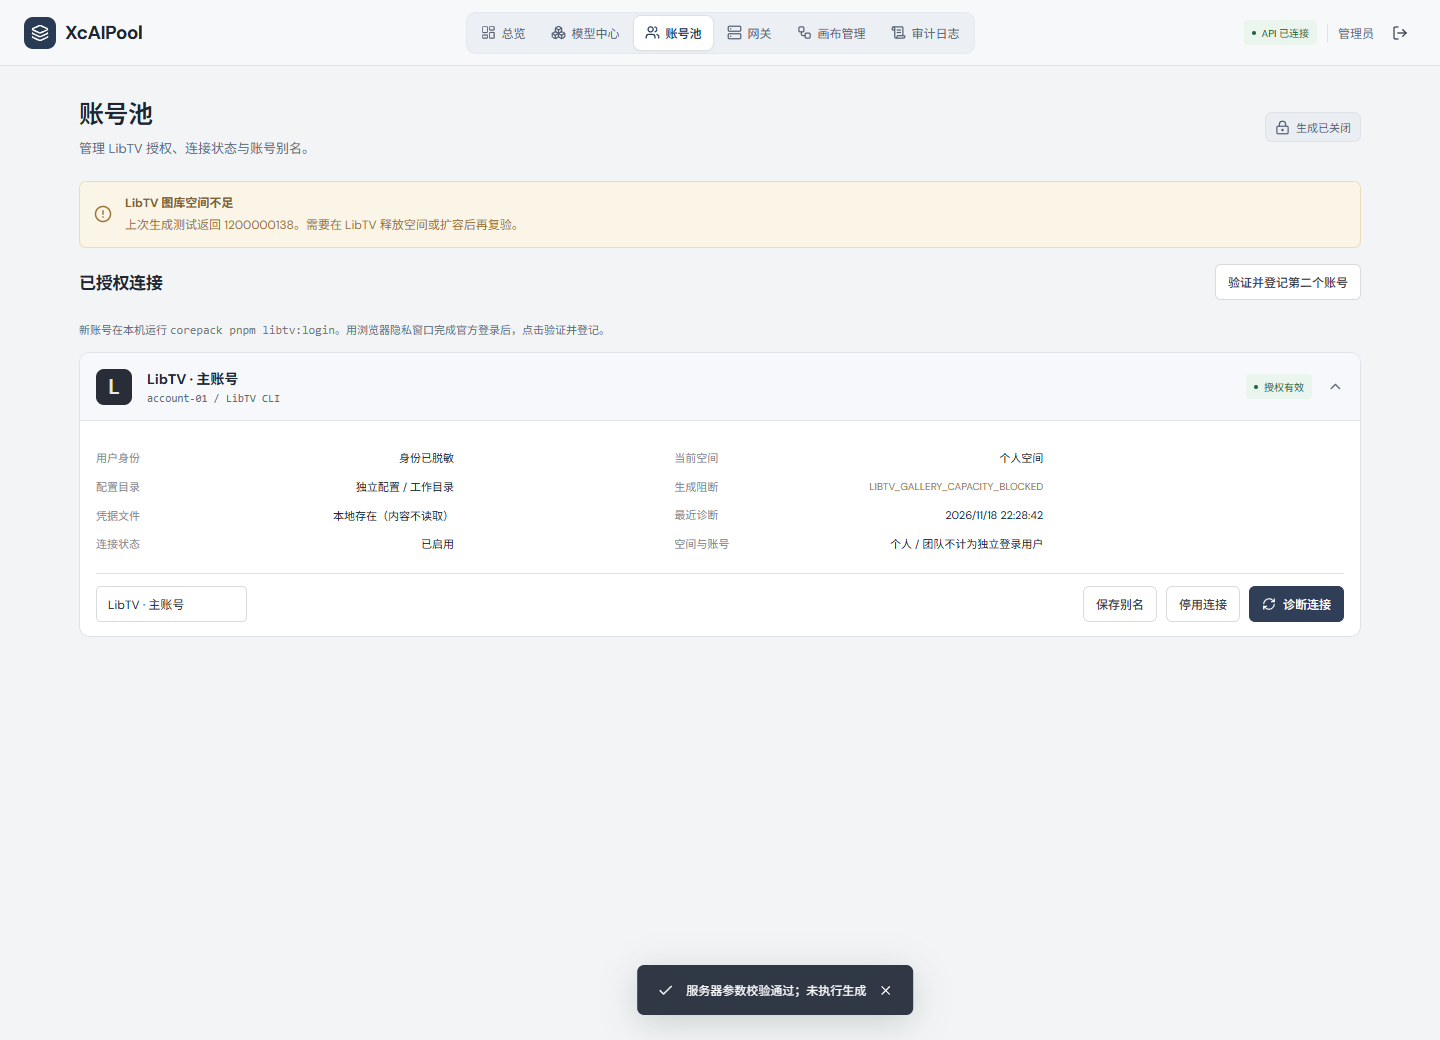 XcAIPool
总览
模型中心
账号池
网关
画布管理
审计日志
API 已连接
管理员
账号池
管理 LibTV 授权、连接状态与账号别名。
生成已关闭
LibTV 图库空间不足
上次生成测试返回 1200000138。需要在 LibTV 释放空间或扩容后再复验。
已授权连接
验证并登记第二个账号
新账号在本机运行 corepack pnpm libtv:login。用浏览器隐私窗口完成官方登录后，点击验证并登记。
L
LibTV · 主账号
account-01 / LibTV CLI
授权有效
用户身份 身份已脱敏 当前空间 个人空间
配置目录 独立配置 / 工作目录 生成阻断 LIBTV_GALLERY_CAPACITY_BLOCKED
凭据文件 本地存在（内容不读取） 最近诊断 2026/11/18 22:28:42
连接状态 已启用 空间与账号 个人 / 团队不计为独立登录用户
LibTV · 主账号
保存别名
停用连接
诊断连接
服务器参数校验通过；未执行生成